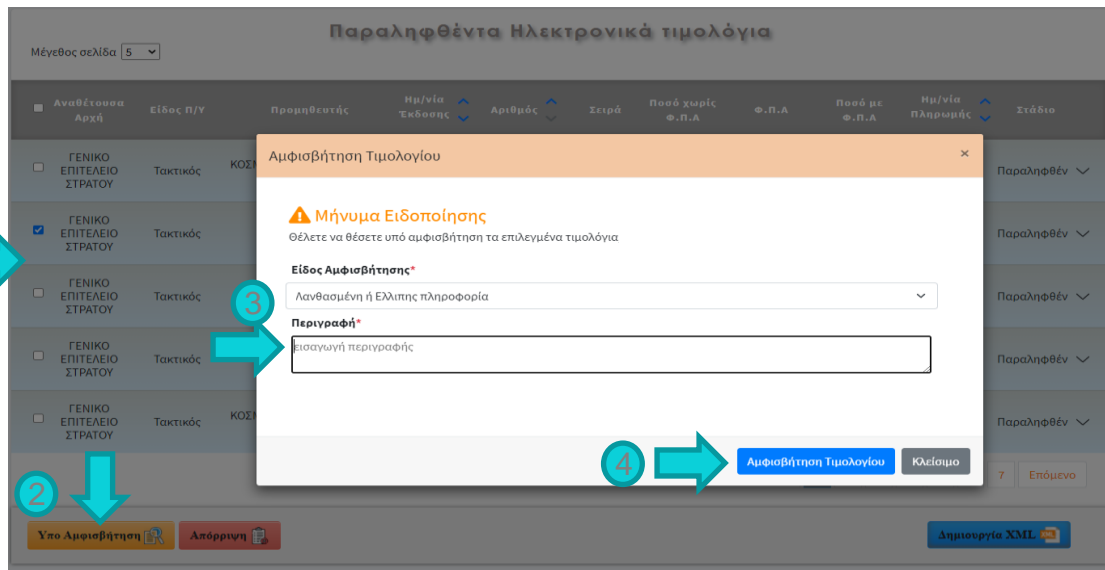 Παραληφθέντα Ηλεκτρονικά τιμολόγια
Μέγεθος σελίδα 5
Αναθέτουσα Αρχή Είδος Π/Υ Προμηθευτής Ημ/νία Έκδοσης Αριθμός Σειρά Ποσό χωρίς Φ.Π.Α Φ.Π.Α Ποσό με Φ.Π.Α Ημ/νία Πληρωμής Στάδιο
ΓΕΝΙΚΟ ΕΠΙΤΕΛΕΙΟ ΣΤΡΑΤΟΥ Τακτικός Παραληφθέν
ΓΕΝΙΚΟ ΕΠΙΤΕΛΕΙΟ ΣΤΡΑΤΟΥ Τακτικός Παραληφθέν
ΓΕΝΙΚΟ ΕΠΙΤΕΛΕΙΟ ΣΤΡΑΤΟΥ Τακτικός Παραληφθέν
ΓΕΝΙΚΟ ΕΠΙΤΕΛΕΙΟ ΣΤΡΑΤΟΥ Τακτικός Παραληφθέν
ΓΕΝΙΚΟ ΕΠΙΤΕΛΕΙΟ ΣΤΡΑΤΟΥ Τακτικός Παραληφθέν
Αμφισβήτηση Τιμολογίου ×
Μήνυμα Ειδοποίησης
Θέλετε να θέσετε υπό αμφισβήτηση τα επιλεγμένα τιμολόγια
Είδος Αμφισβήτησης*
3
Λανθασμένη ή Ελλιπης πληροφορία
Περιγραφή*
εισαγωγή περιγραφής
4
Αμφισβήτηση Τιμολογίου Κλείσιμο
7 Επόμενο
2
Υπο Αμφισβήτηση Απόρριψη Δημιουργία XML